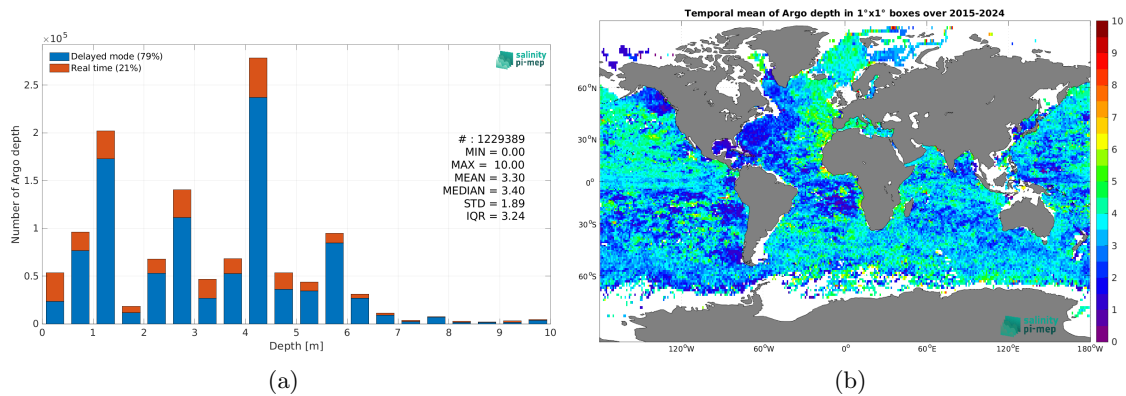 ×10⁵
Delayed mode (79%)
Real time (21%)
salinity
pi-mep
2.5
2
1.5
1
0.5
0
Number of Argo depth
# : 1229389
MIN = 0.00
MAX = 10.00
MEAN = 3.30
MEDIAN = 3.40
STD = 1.89
IQR = 3.24
0 1 2 3 4 5 6 7 8 9 10
Depth [m]
(a)
Temporal mean of Argo depth in 1°x1° boxes over 2015-2024
60°N
30°N
0°
30°S
60°S
120°W 60°W 0° 60°E 120°E 180°W
salinity
pi-mep
10
9
8
7
6
5
4
3
2
1
0
(b)